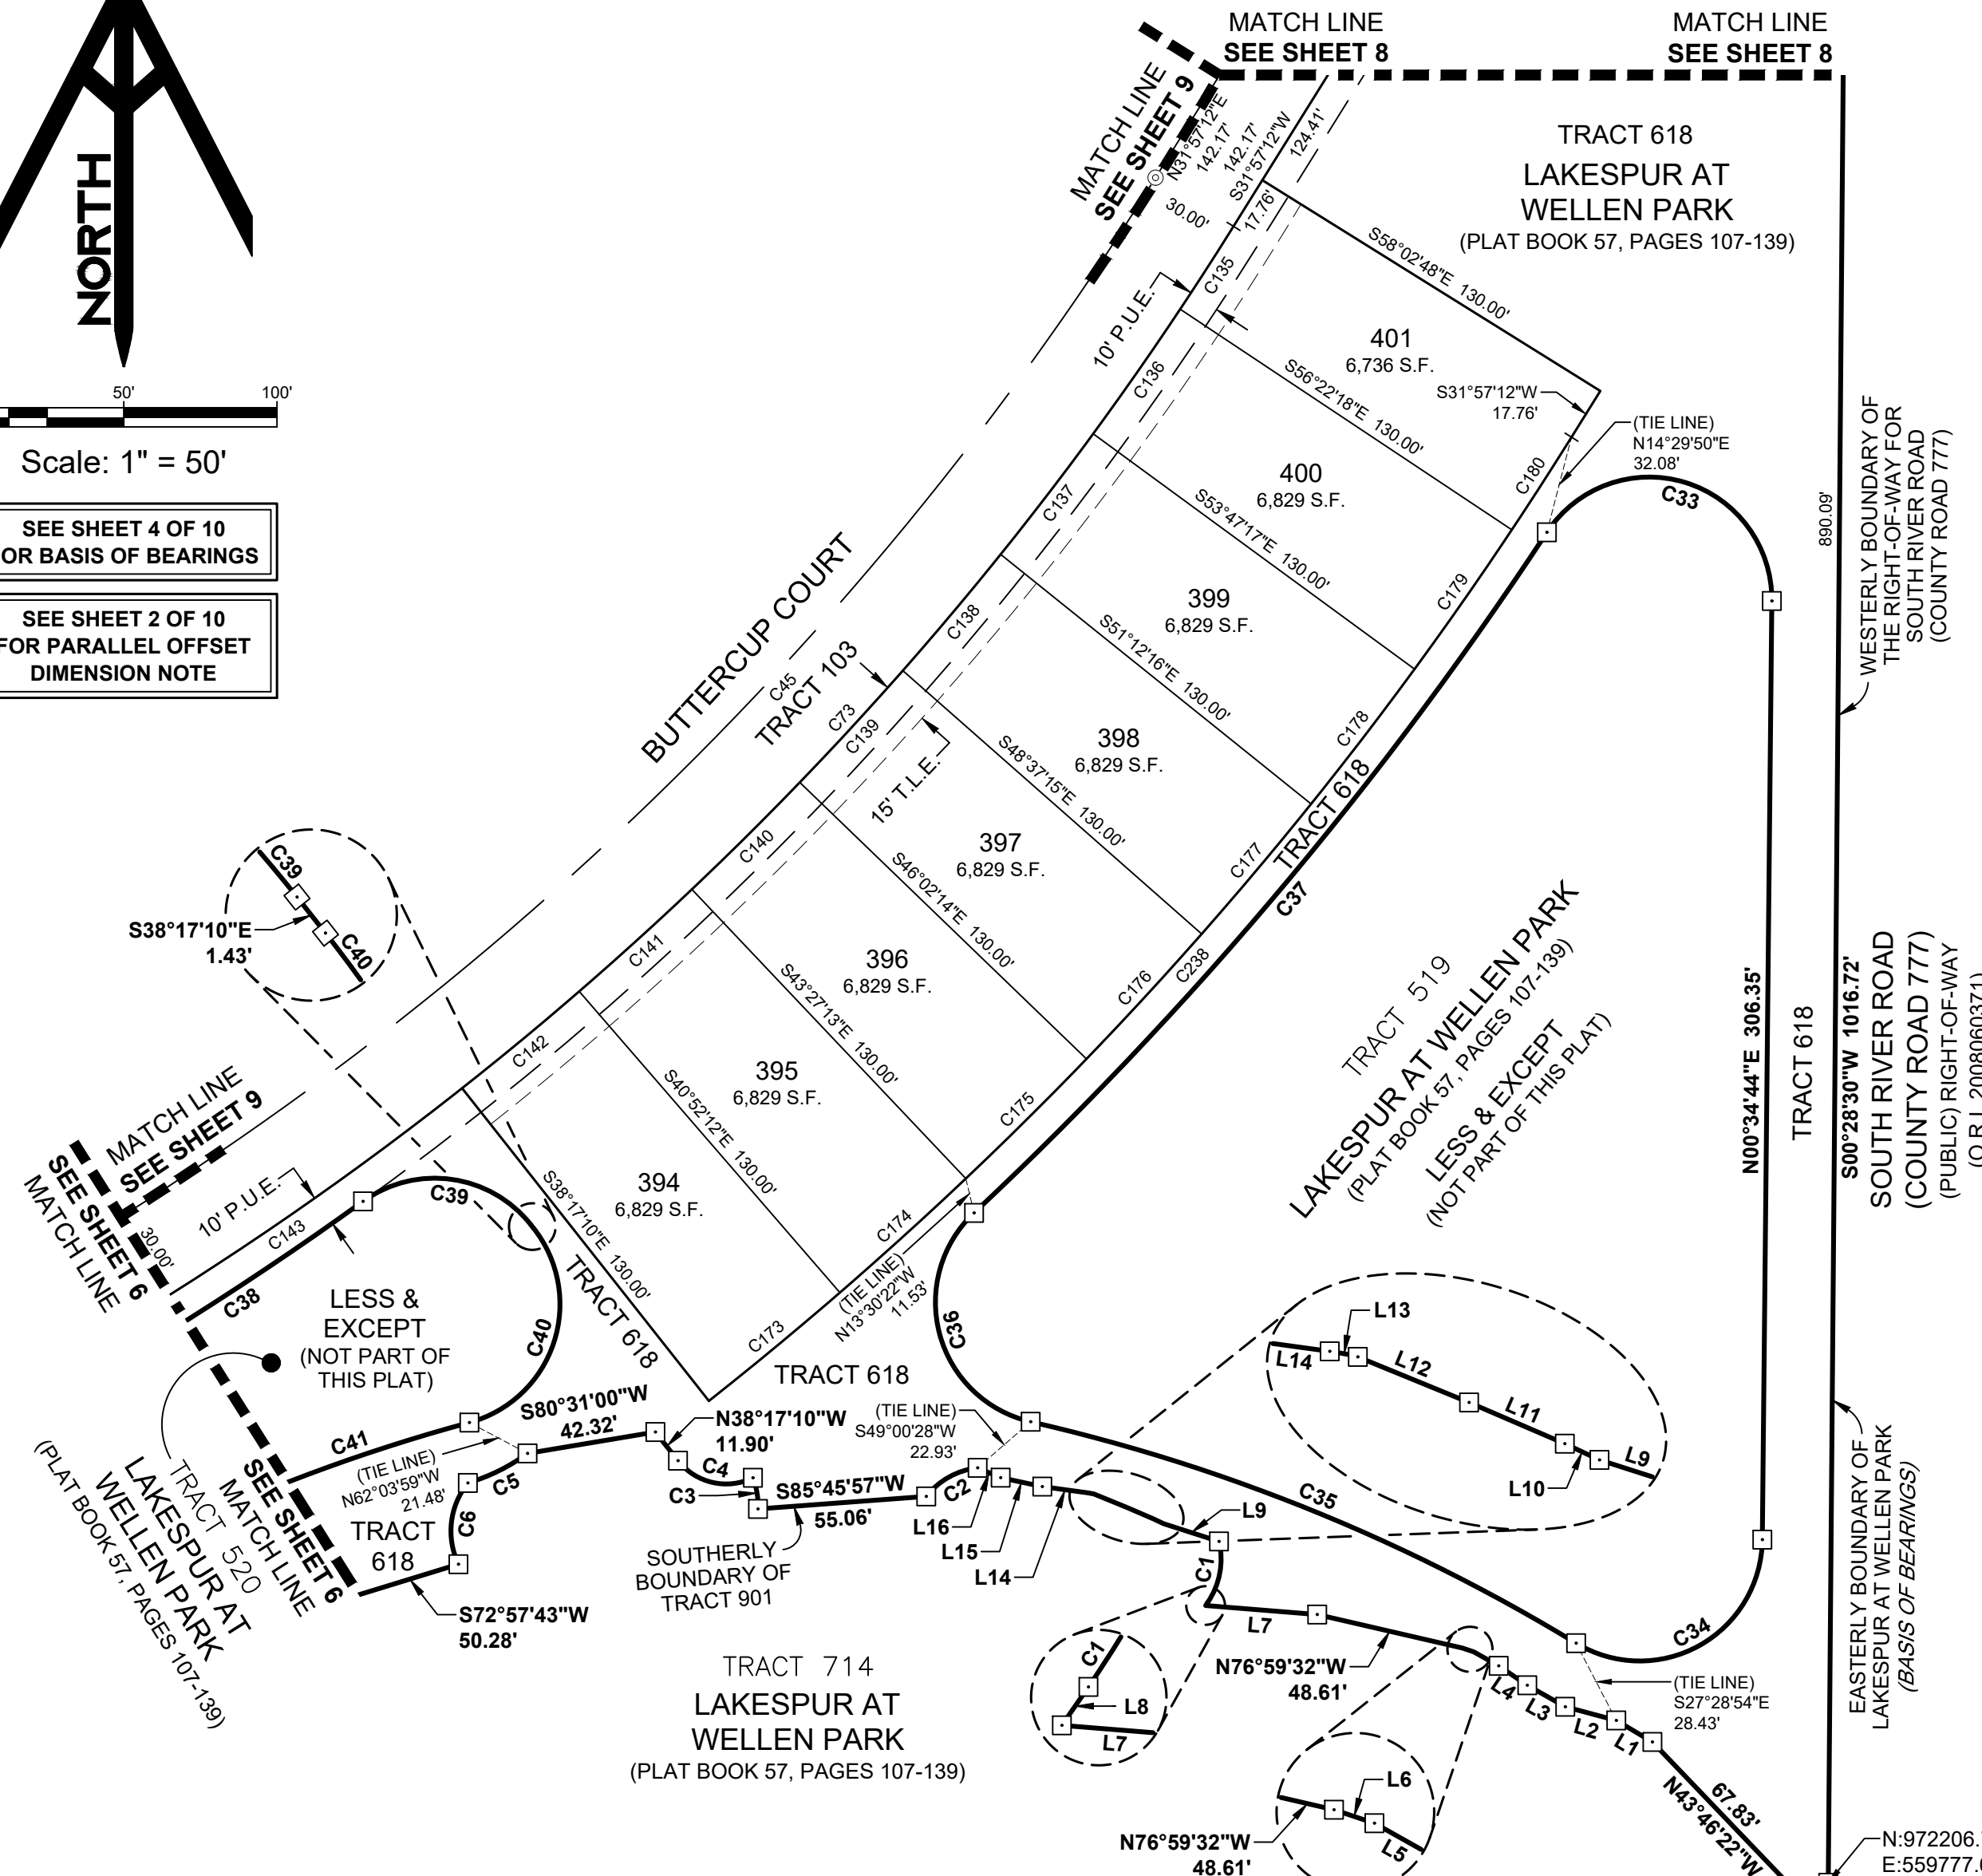 MATCH LINE
SEE SHEET 8
MATCH LINE
SEE SHEET 8
NORTH
50'
100'
Scale: 1" = 50'
SEE SHEET 4 OF 10
OR BASIS OF BEARINGS
SEE SHEET 2 OF 10
FOR PARALLEL OFFSET
DIMENSION NOTE
MATCH LINE
SEE SHEET 9
N31°57'12"E
142.17'
142.17'
S31°57'12"W
124.41'
30.00'
17.76'
TRACT 618
LAKESPUR AT
WELLEN PARK
(PLAT BOOK 57, PAGES 107-139)
S58°02'48"E 130.00'
C135
10' P.U.E.
401
6,736 S.F.
S31°57'12"W
17.76'
(TIE LINE)
N14°29'50"E
32.08'
C136
S56°22'18"E 130.00'
C180
C33
400
6,829 S.F.
C137
S53°47'17"E 130.00'
C179
399
6,829 S.F.
C138
S51°12'16"E 130.00'
C178
BUTTERCUP COURT
C45
TRACT 103
C73
C139
15' T.L.E.
398
6,829 S.F.
S48°37'15"E 130.00'
C177
TRACT 618
C37
397
6,829 S.F.
C140
S46°02'14"E 130.00'
C176
C238
396
6,829 S.F.
C141
S43°27'13"E 130.00'
C175
395
6,829 S.F.
C142
S40°52'12"E 130.00'
C174
394
6,829 S.F.
S38°17'10"E 130.00'
C173
TRACT 618
(TIE LINE)
N13°30'22"W
11.53'
890.09'
WESTERLY BOUNDARY OF
THE RIGHT-OF-WAY FOR
SOUTH RIVER ROAD
(COUNTY ROAD 777)
N00°34'44"E 306.35'
TRACT 618
S00°28'30"W 1016.72'
SOUTH RIVER ROAD
(COUNTY ROAD 777)
(PUBLIC) RIGHT-OF-WAY
(O.R.I. 2008060371)
TRACT 519
LAKESPUR AT WELLEN PARK
(PLAT BOOK 57, PAGES 107-139)
LESS & EXCEPT
(NOT PART OF THIS PLAT)
C39
S38°17'10"E
1.43'
C40
MATCH LINE
SEE SHEET 9
SEE SHEET 6
MATCH LINE
30.00'
10' P.U.E.
C143
C38
C39
C40
LESS &
EXCEPT
(NOT PART OF
THIS PLAT)
C41
(TIE LINE)
N62°03'59"W
21.48'
S80°31'00"W
42.32'
C5
C6
TRACT
618
S72°57'43"W
50.28'
SEE SHEET 6
MATCH LINE
TRACT 520
LAKESPUR AT
WELLEN PARK
(PLAT BOOK 57, PAGES 107-139)
TRACT 618
N38°17'10"W
11.90'
C4
C3
S85°45'57"W
55.06'
C2
(TIE LINE)
S49°00'28"W
22.93'
C36
C35
SOUTHERLY
BOUNDARY OF
TRACT 901
L16
L15
L14
L9
C1
L7
L13
L14
L12
L11
L10
L9
C1
L8
L7
N76°59'32"W
48.61'
L4
L3
L2
L1
C34
(TIE LINE)
S27°28'54"E
28.43'
L6
L5
N76°59'32"W
48.61'
67.83'
N43°46'22"W
TRACT 714
LAKESPUR AT
WELLEN PARK
(PLAT BOOK 57, PAGES 107-139)
EASTERLY BOUNDARY OF
LAKESPUR AT WELLEN PARK
(BASIS OF BEARINGS)
N:972206.
E:559777.